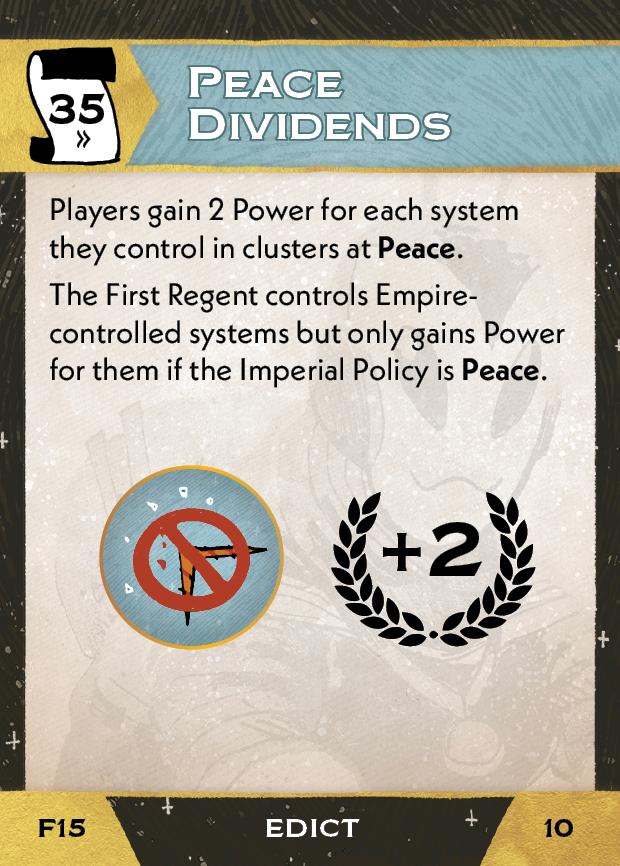 35
»
PEACE
DIVIDENDS
Players gain 2 Power for each system
they control in clusters at Peace.
The First Regent controls Empire-
controlled systems but only gains Power
for them if the Imperial Policy is Peace.
+2
F15 EDICT 10